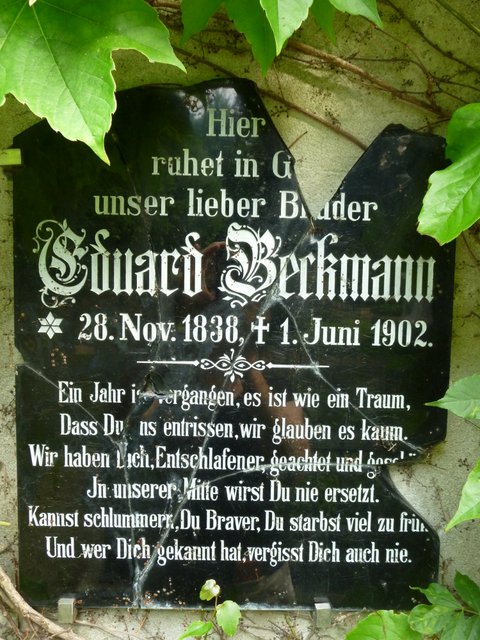 Hier
ruhet in G
unser lieber Bruder
Eduard Beckmann
✡ 28. Nov. 1838, ✝ 1. Juni 1902.
Ein Jahr ist vergangen, es ist wie ein Traum,
Dass Du uns entrissen, wir glauben es kaum.
Wir haben Dich, Entschlafener, geachtet und
Jn unserer Mitte wirst Du nie ersetzt.
Kannst schlummern, Du Braver, Du starbst viel zu früh
Und wer Dich gekannt hat, vergisst Dich auch nie.